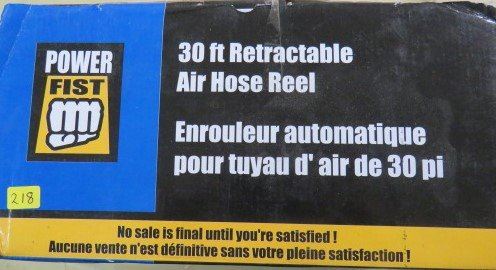 POWER
FIST
30 ft Retractable
Air Hose Reel
Enrouleur automatique
pour tuyau d' air de 30 pi
218
No sale is final until you're satisfied !
Aucune vente n'est définitive sans votre pleine satisfaction !